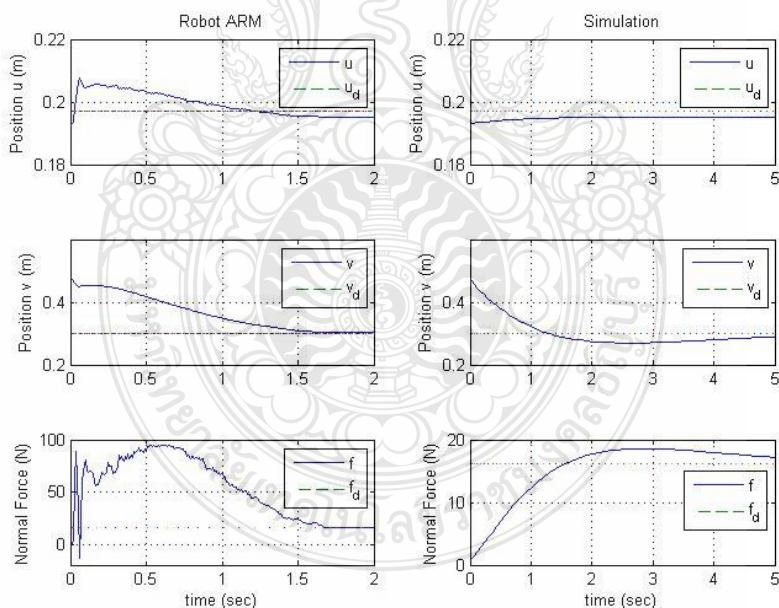 Robot ARM
Simulation
0.22
0.2
0.18
Position u (m)
u
u_d
0 0.5 1 1.5 2
0.22
0.2
0.18
Position u (m)
u
u_d
0 1 2 3 4 5
0.4
0.2
Position v (m)
v
v_d
0 0.5 1 1.5 2
0.4
0.2
Position v (m)
v
v_d
0 1 2 3 4 5
100
50
0
Normal Force (N)
f
f_d
0 0.5 1 1.5 2
time (sec)
20
10
0
Normal Force (N)
f
f_d
0 1 2 3 4 5
time (sec)